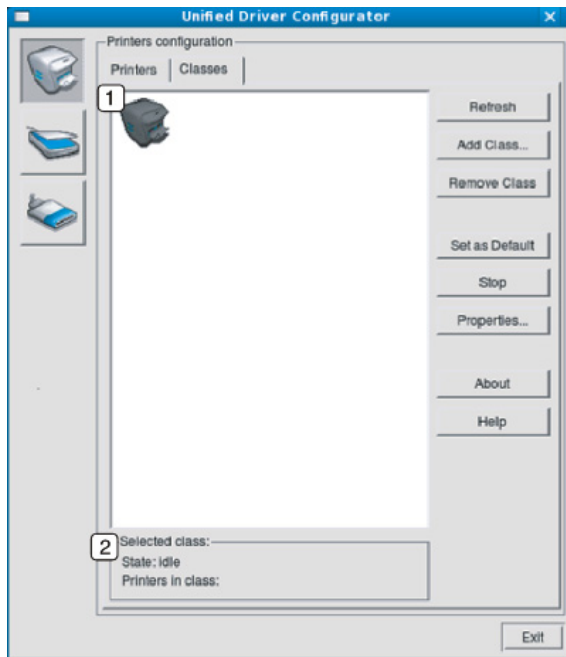 Unified Driver Configurator
Printers configuration
Printers Classes
1
Refresh
Add Class...
Remove Class
Set as Default
Stop
Properties...
About
Help
2
Selected class:
State: idle
Printers in class:
Exit